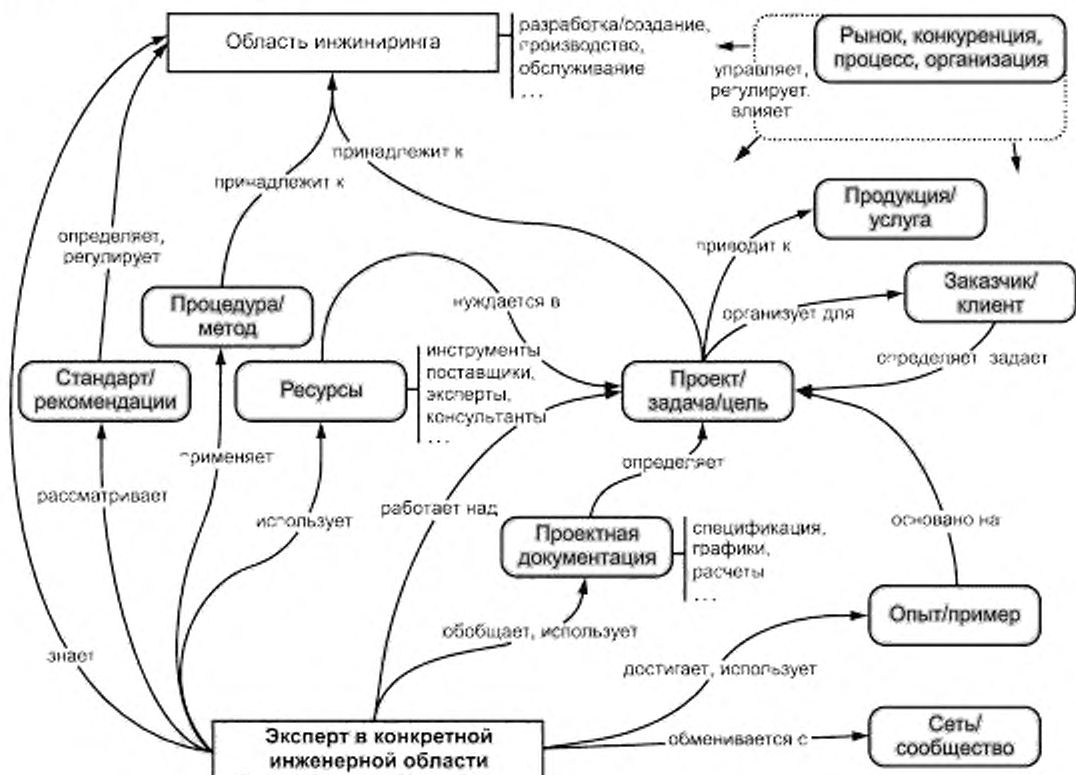 Область инжиниринга
разработка/создание,
производство,
обслуживание
...
Рынок, конкуренция,
процесс, организация
управляет,
регулирует,
влияет
принадлежит к
принадлежит к
Продукция/
услуга
определяет,
регулирует
приводит к
Заказчик/
клиент
Процедура/
метод
нуждается в
организует для
определяет задает
Стандарт/
рекомендации
Ресурсы
инструменты
поставщики,
эксперты,
консультанты
...
Проект/
задача/цель
применяет
определяет
рассматривает
использует
работает над
основано на
Проектная
документация
спецификация,
графики,
расчеты
...
Опыт/пример
обобщает, использует
знает
достигает, использует
Эксперт в конкретной
инженерной области
обменивается с
Сеть/
сообщество